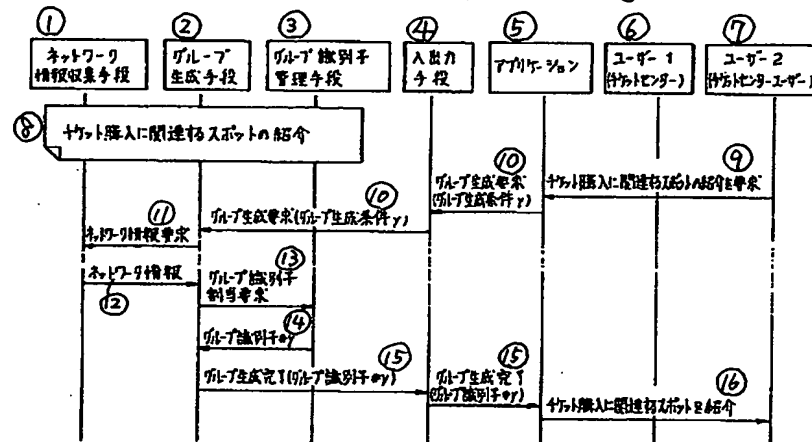 ① ② ③ ④ ⑤ ⑥ ⑦
ネットワーク
情報収集手段
グループ
生成手段
グループ識別子
管理手段
入出力
手段
アプリケーション
ユーザー1
(チケットセンター)
ユーザー2
(チケットセンターユーザー)
⑧ チケット購入に関連するスポットの紹介
⑨
チケット購入に関連するスポットの紹介を要求
⑩
グループ生成要求
(グループ生成条件y)
⑩
グループ生成要求(グループ生成条件y)
⑪
ネットワーク情報要求
ネットワーク情報
⑫
⑬
グループ識別子
割当要求
⑭
グループ識別子#y
⑮
グループ生成完了(グループ識別子#y)
⑮
グループ生成完了
(グループ識別子#y)
⑯
チケット購入に関連するスポットを紹介